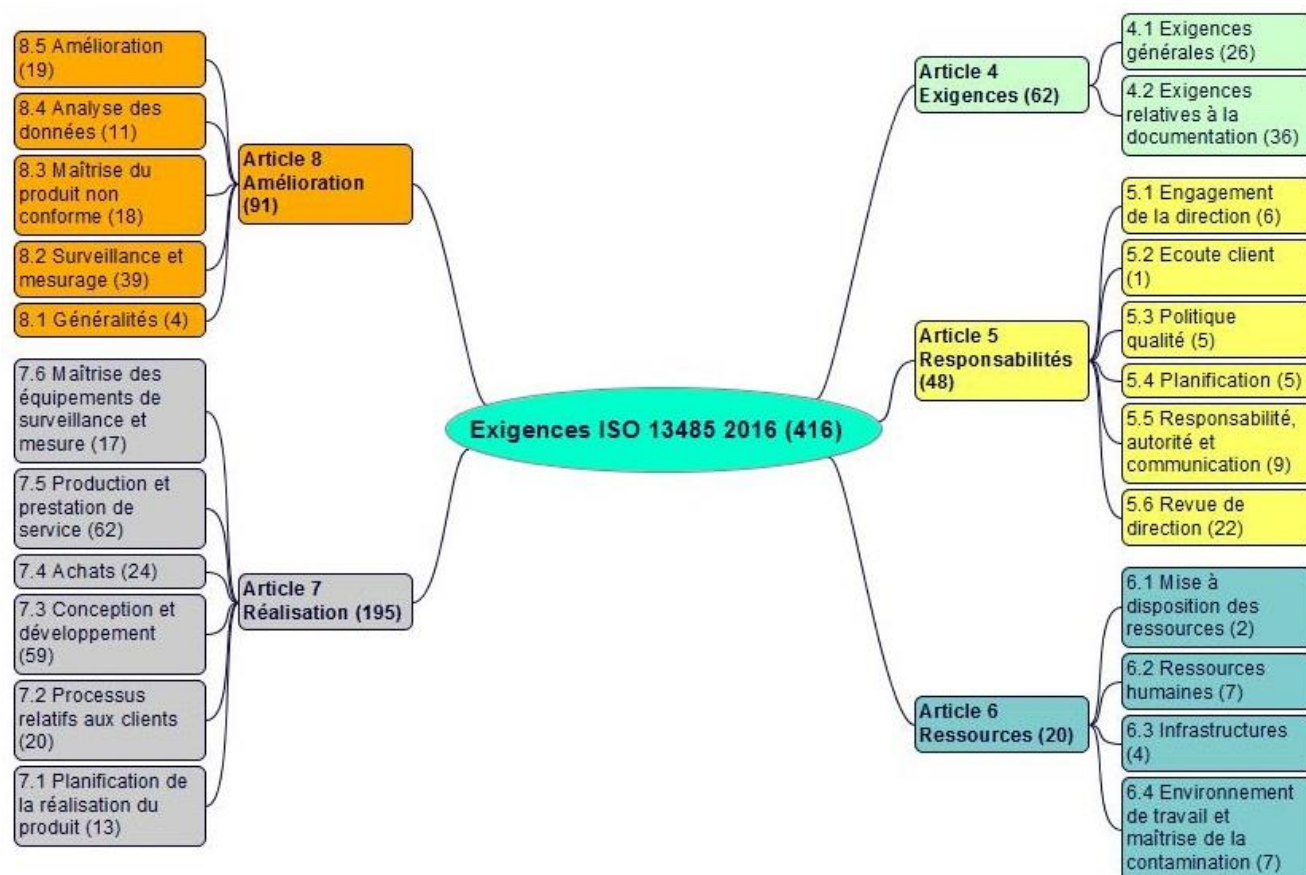 Exigences ISO 13485 2016 (416)
Article 4
Exigences (62)
4.1 Exigences
générales (26)
4.2 Exigences
relatives à la
documentation (36)
Article 5
Responsabilités
(48)
5.1 Engagement
de la direction (6)
5.2 Ecoute client
(1)
5.3 Politique
qualité (5)
5.4 Planification (5)
5.5 Responsabilité,
autorité et
communication (9)
5.6 Revue de
direction (22)
Article 6
Ressources (20)
6.1 Mise à
disposition des
ressources (2)
6.2 Ressources
humaines (7)
6.3 Infrastructures
(4)
6.4 Environnement
de travail et
maîtrise de la
contamination (7)
Article 7
Réalisation (195)
7.6 Maîtrise des
équipements de
surveillance et
mesure (17)
7.5 Production et
prestation de
service (62)
7.4 Achats (24)
7.3 Conception et
développement
(59)
7.2 Processus
relatifs aux clients
(20)
7.1 Planification de
la réalisation du
produit (13)
Article 8
Amélioration
(91)
8.5 Amélioration
(19)
8.4 Analyse des
données (11)
8.3 Maîtrise du
produit non
conforme (18)
8.2 Surveillance et
mesurage (39)
8.1 Généralités (4)